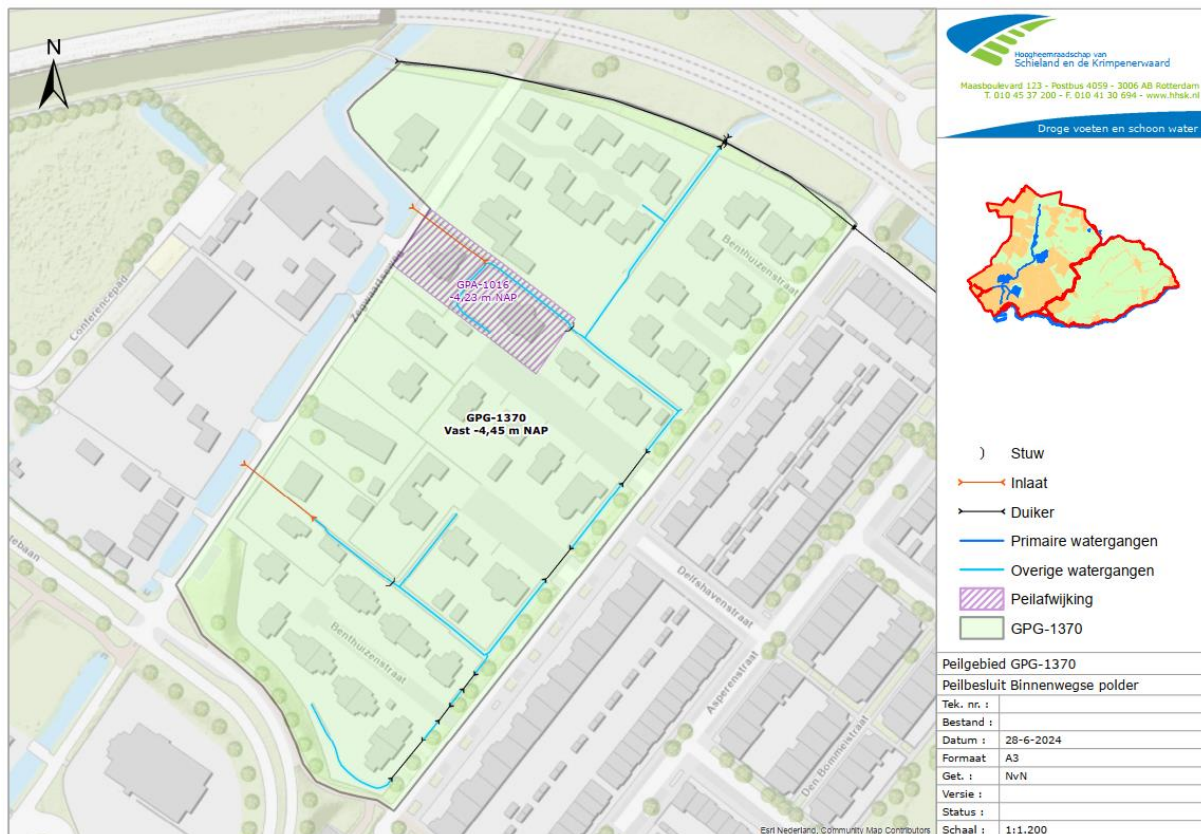 N
Conferencepad
Zegwaartseweg
GPA-1016
-4,23 m NAP
Benthuizenstraat
GPG-1370
Vast -4,45 m NAP
Benthuizenstraat
Delfshavenstraat
Asperenstraat
Den Bommelstraat
tebaan
Esri Nederland, Community Map Contributors
Hoogheemraadschap van
Schieland en de Krimpenerwaard
Maasboulevard 123 - Postbus 4059 - 3006 AB Rotterdam
T. 010 45 37 200 - F. 010 41 30 694 - www.hhsk.nl
Droge voeten en schoon water
Stuw
Inlaat
Duiker
Primaire watergangen
Overige watergangen
Peilafwijking
GPG-1370
Peilgebied GPG-1370
Peilbesluit Binnenwegse polder
Tek. nr. :
Bestand :
Datum : 28-6-2024
Formaat A3
Get. : NvN
Versie :
Status :
Schaal : 1:1.200